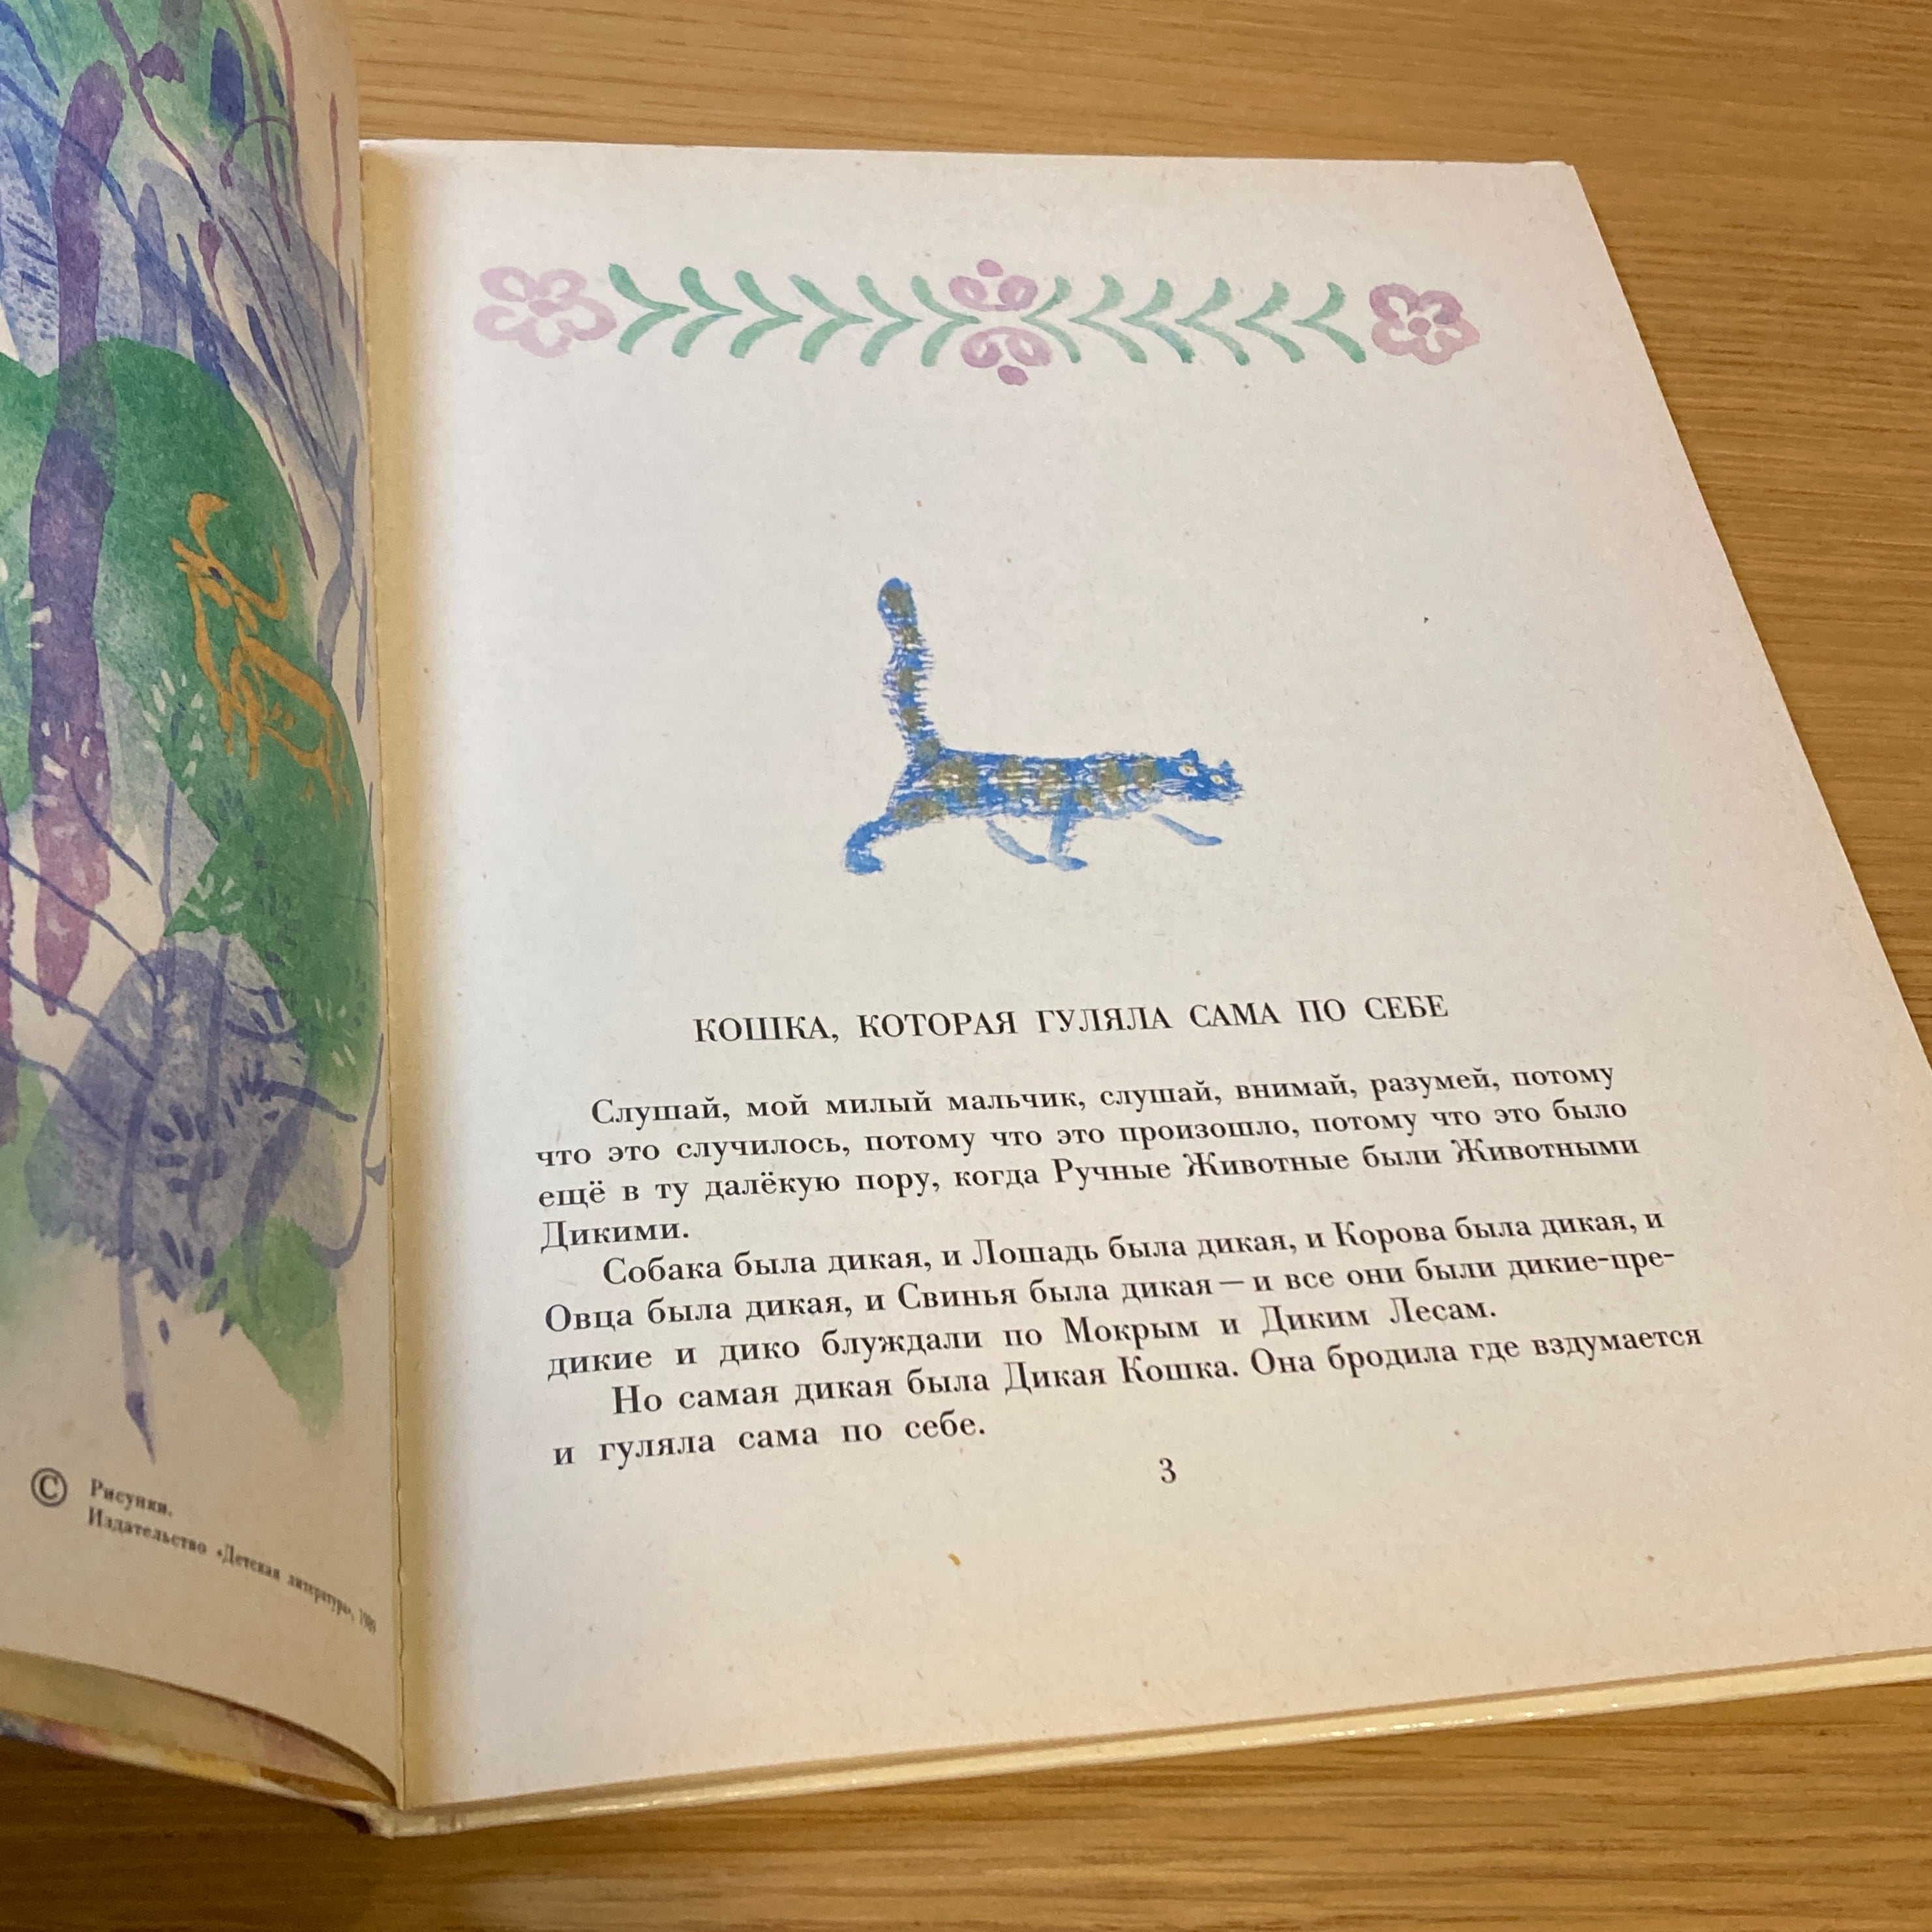 © Рисунки.
Издательство «Детская литература», 1989
КОШКА, КОТОРАЯ ГУЛЯЛА САМА ПО СЕБЕ
Слушай, мой милый мальчик, слушай, внимай, разумей, потому
что это случилось, потому что это произошло, потому что это было
ещё в ту далёкую пору, когда Ручные Животные были Животными
Дикими.
Собака была дикая, и Лошадь была дикая, и Корова была дикая, и
Овца была дикая, и Свинья была дикая — и все они были дикие-пре-
дикие и дико блуждали по Мокрым и Диким Лесам.
Но самая дикая была Дикая Кошка. Она бродила где вздумается
и гуляла сама по себе.
3